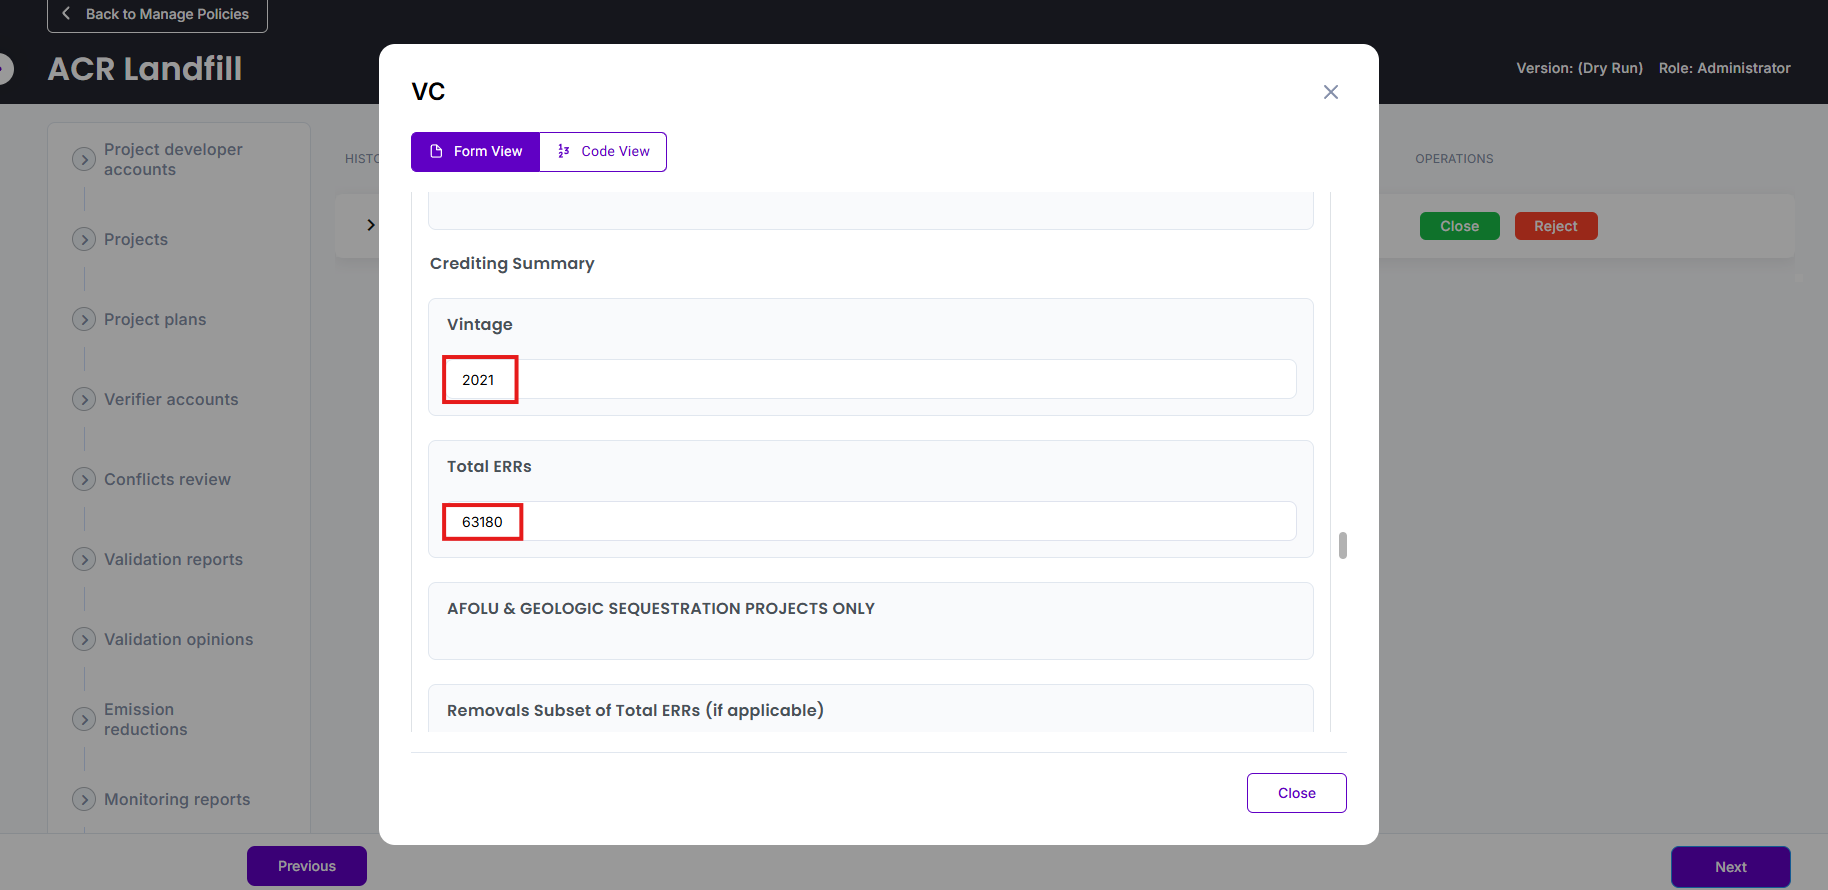 Back to Manage Policies
ACR Landfill
Version: (Dry Run) Role: Administrator
Project developer
accounts
Projects
Project plans
Verifier accounts
Conflicts review
Validation reports
Validation opinions
Emission
reductions
Monitoring reports
HISTO
OPERATIONS
Close
Reject
VC
Form View
Code View
Crediting Summary
Vintage
2021
Total ERRs
63180
AFOLU & GEOLOGIC SEQUESTRATION PROJECTS ONLY
Removals Subset of Total ERRs (if applicable)
Close
Previous
Next